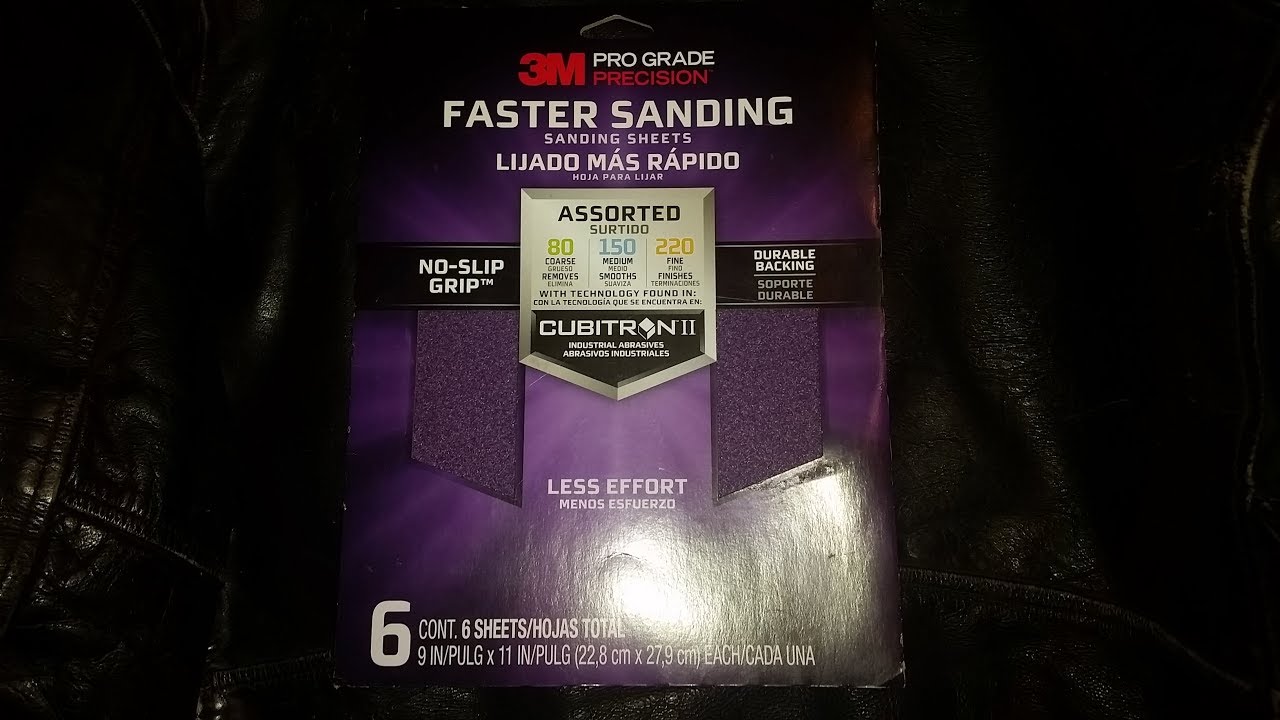 3M PRO GRADE
PRECISION™
FASTER SANDING
SANDING SHEETS
LIJADO MÁS RÁPIDO
HOJA PARA LIJAR
ASSORTED
SURTIDO
80 150 220
COARSE MEDIUM FINE
GRUESO MEDIO FINO
REMOVES SMOOTHS FINISHES
ELIMINA SUAVIZA TERMINACIONES
WITH TECHNOLOGY FOUND IN:
CON LA TECNOLOGÍA QUE SE ENCUENTRA EN:
CUBITRON II
INDUSTRIAL ABRASIVES
ABRASIVOS INDUSTRIALES
NO-SLIP
GRIP™
DURABLE
BACKING
SOPORTE
DURABLE
LESS EFFORT
MENOS ESFUERZO
6 CONT. 6 SHEETS/HOJAS TOTAL
9 IN/PULG x 11 IN/PULG (22,8 cm x 27,9 cm) EACH/CADA UNA